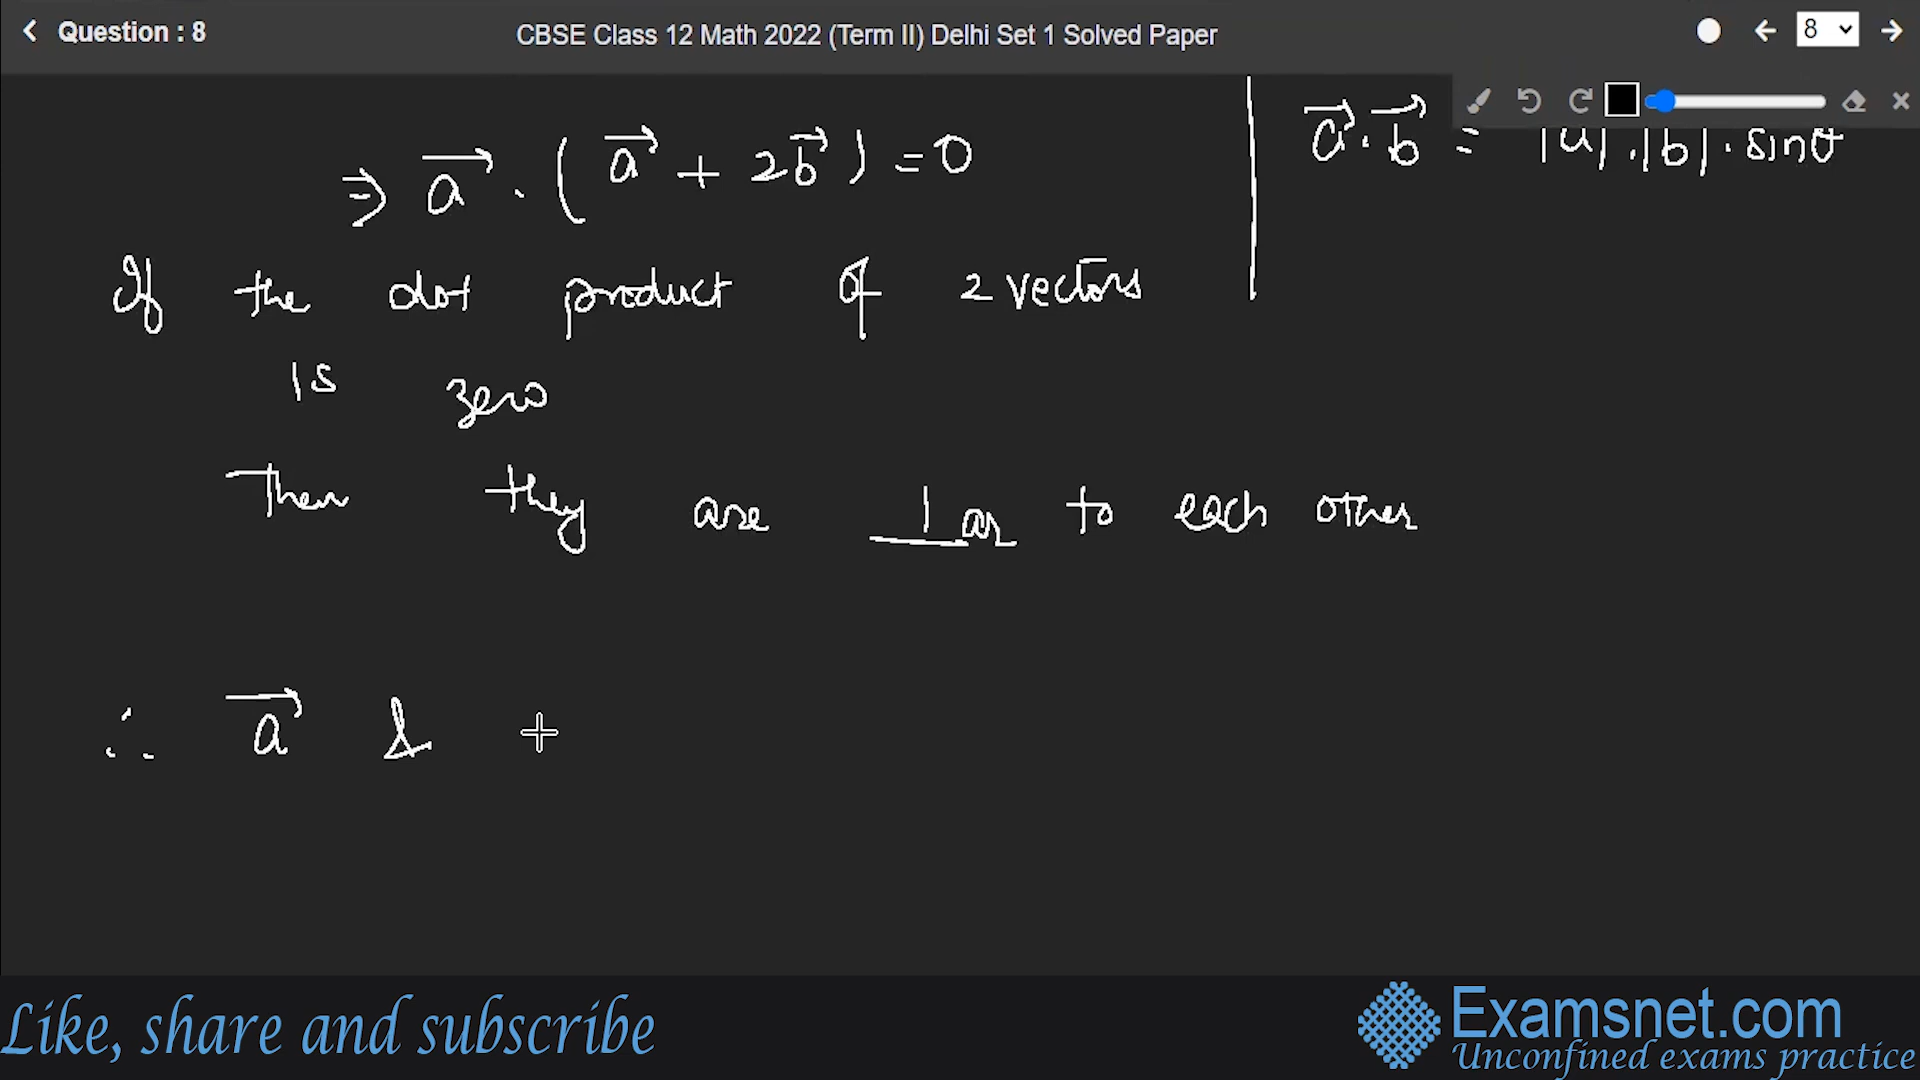 Question : 8
CBSE Class 12 Math 2022 (Term II) Delhi Set 1 Solved Paper
8
⇒ a⃗ . ( a⃗ + 2b⃗ ) = 0
a⃗ . b⃗ = |a| . |b| . sinθ
If the dot product of 2 vectors
is zero
Then they are ⊥ar to each other
∴ a⃗ &
Like, share and subscribe
Examsnet.com
Unconfined exams practice